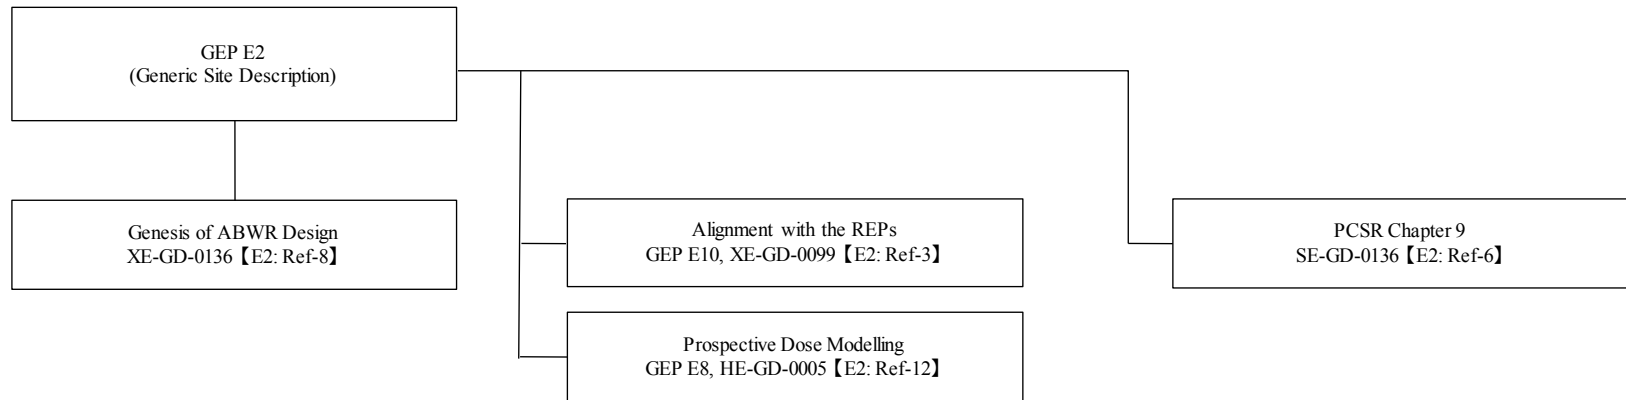 GEP E2
(Generic Site Description)
Genesis of ABWR Design
XE-GD-0136【E2: Ref-8】
Alignment with the REPs
GEP E10, XE-GD-0099【E2: Ref-3】
PCSR Chapter 9
SE-GD-0136【E2: Ref-6】
Prospective Dose Modelling
GEP E8, HE-GD-0005【E2: Ref-12】